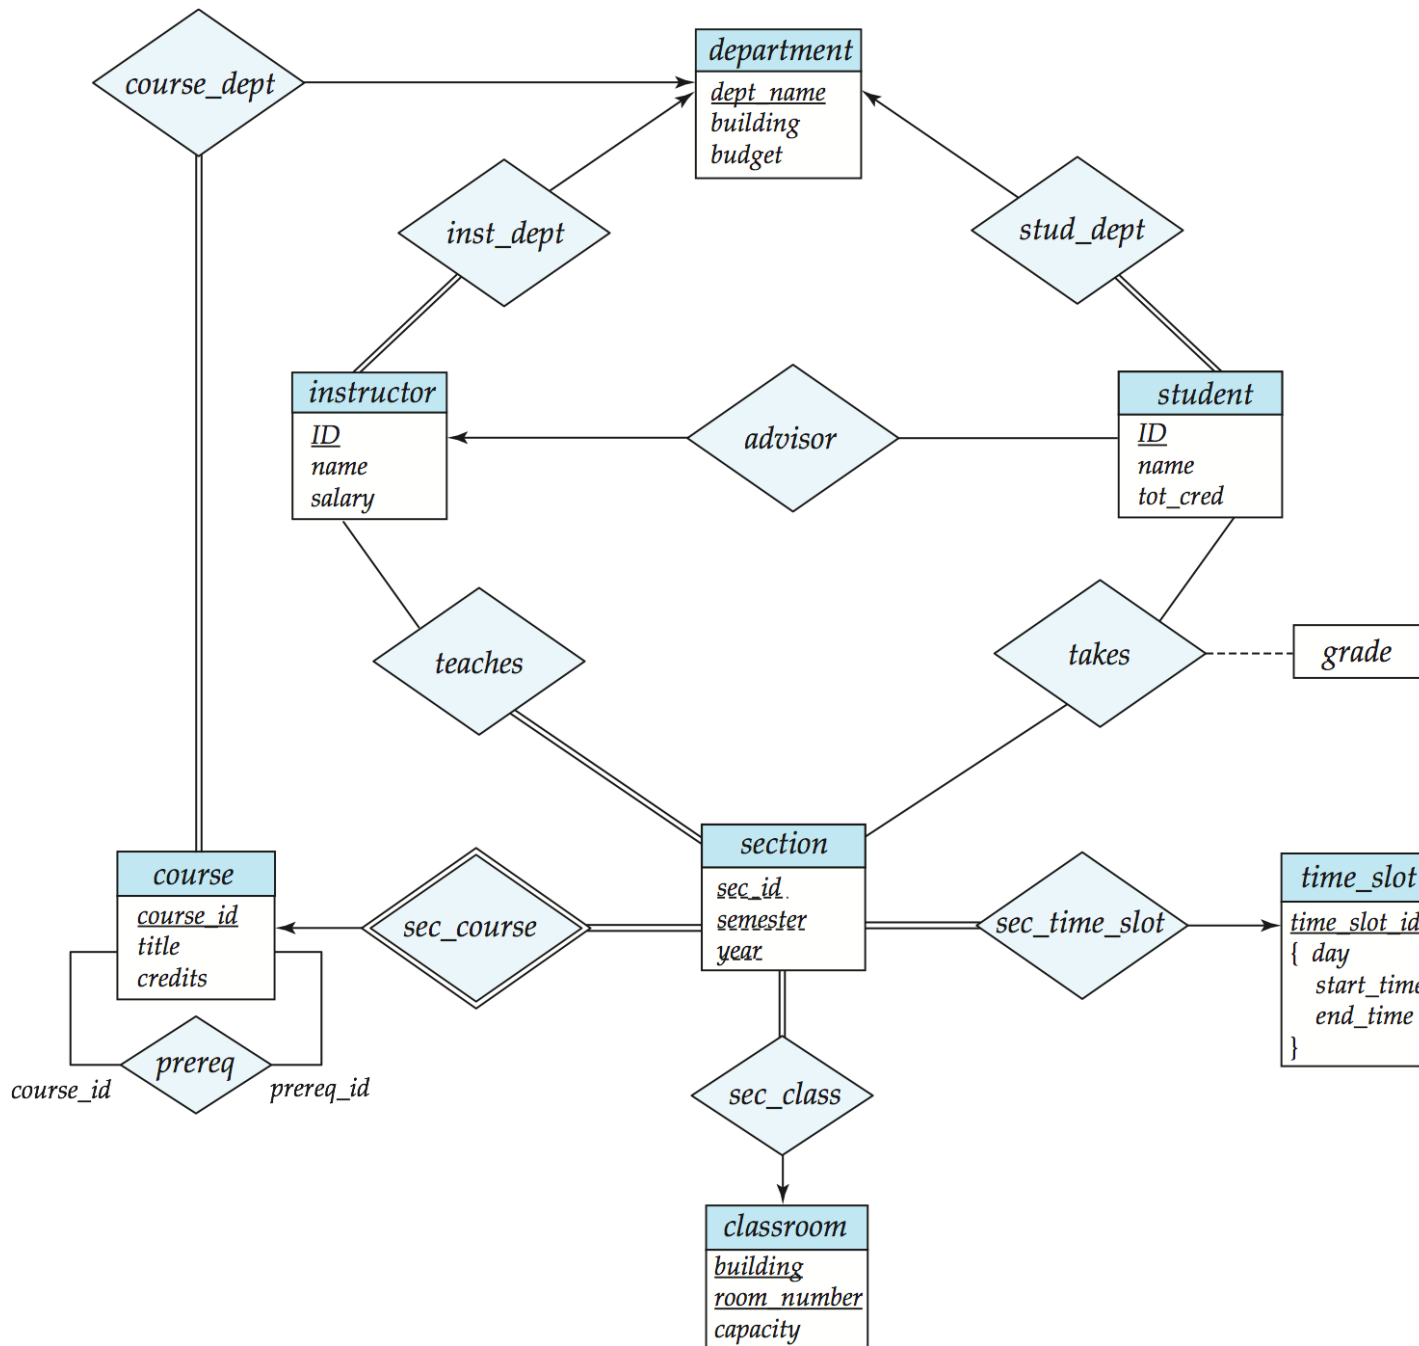 department
course_dept
dept_name
building
budget
inst_dept
stud_dept
instructor
ID
name
salary
advisor
student
ID
name
tot_cred
teaches
takes
grade
section
sec_id
semester
year
course
course_id
title
credits
sec_course
sec_time_slot
time_slot
time_slot_id
{ day
start_time
end_time
}
prereq
course_id
prereq_id
sec_class
classroom
building
room_number
capacity